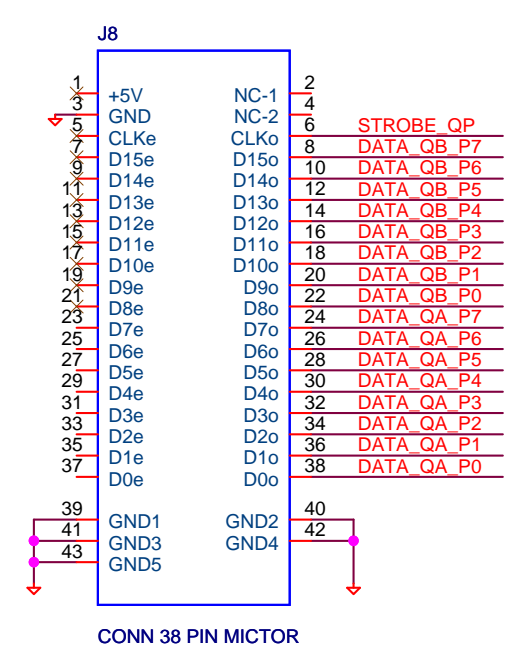 J8
1 +5V NC-1 2
3 GND NC-2 4
5 CLKe CLKo 6 STROBE_QP
7 D15e D15o 8 DATA_QB_P7
9 D14e D14o 10 DATA_QB_P6
11 D13e D13o 12 DATA_QB_P5
13 D12e D12o 14 DATA_QB_P4
15 D11e D11o 16 DATA_QB_P3
17 D10e D10o 18 DATA_QB_P2
19 D9e D9o 20 DATA_QB_P1
21 D8e D8o 22 DATA_QB_P0
23 D7e D7o 24 DATA_QA_P7
25 D6e D6o 26 DATA_QA_P6
27 D5e D5o 28 DATA_QA_P5
29 D4e D4o 30 DATA_QA_P4
31 D3e D3o 32 DATA_QA_P3
33 D2e D2o 34 DATA_QA_P2
35 D1e D1o 36 DATA_QA_P1
37 D0e D0o 38 DATA_QA_P0
39 GND1 GND2 40
41 GND3 GND4 42
43 GND5
CONN 38 PIN MICTOR